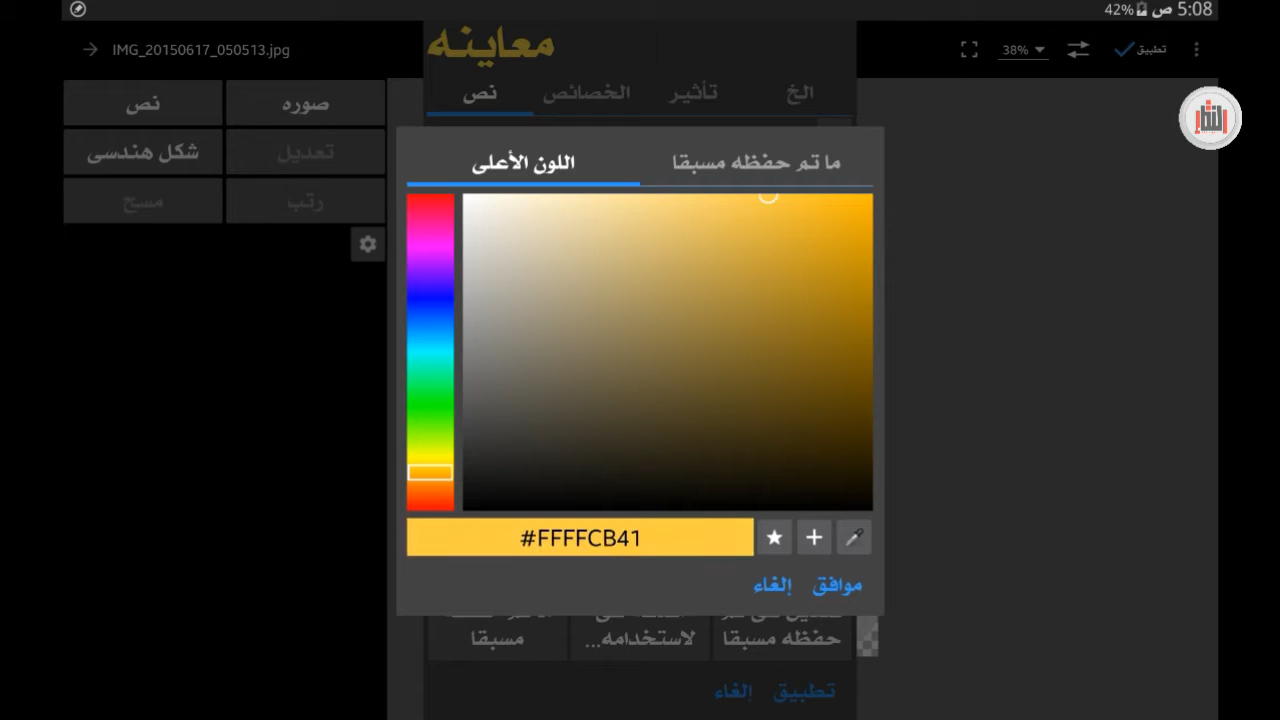 42% 5:08 ص
IMG_20150617_050513.jpg
38%
تطبيق
معاينه
نص الخصائص تأثير الخ
نص صوره
شكل هندسى تعديل
مسح رتب
اللون الأعلى ما تم حفظه مسبقا
#FFFFCB41
إلغاء موافق
مسبقا لاستخدامه... حفظه مسبقا
إلغاء تطبيق